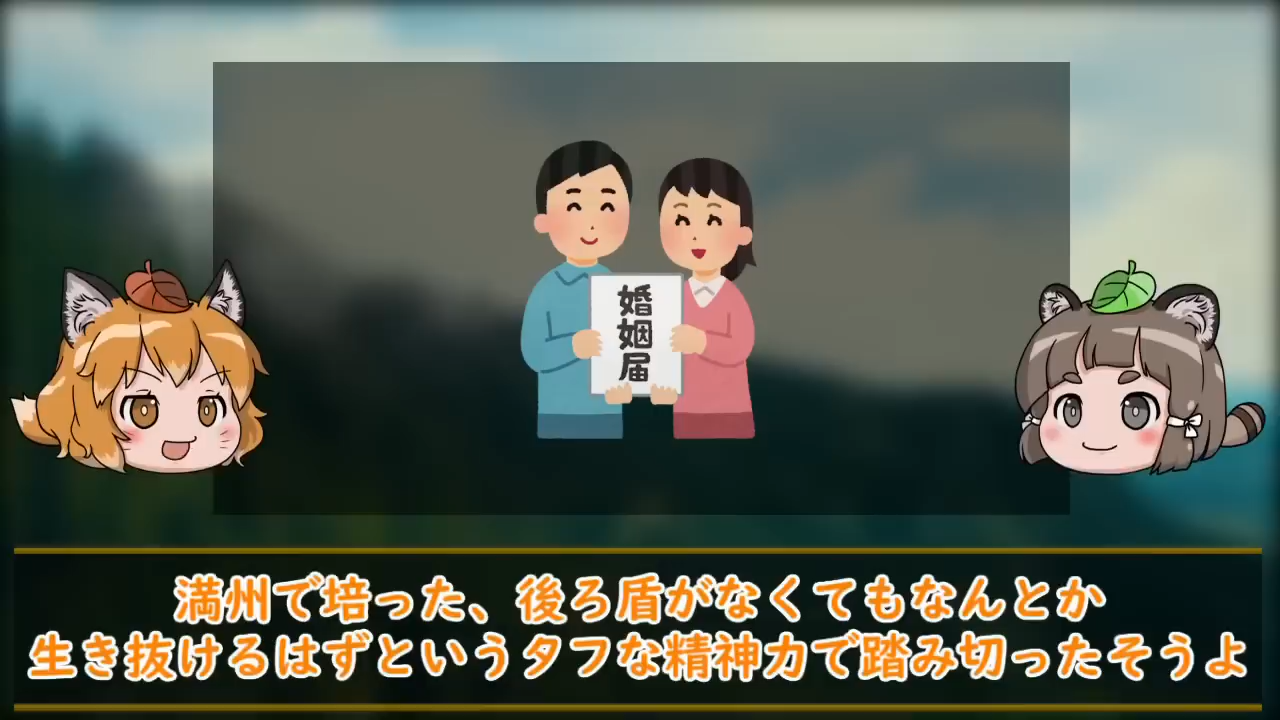 婚
姻
届
満州で培った、後ろ盾がなくてもなんとか
生き抜けるはずというタフな精神力で踏み切ったそうよ